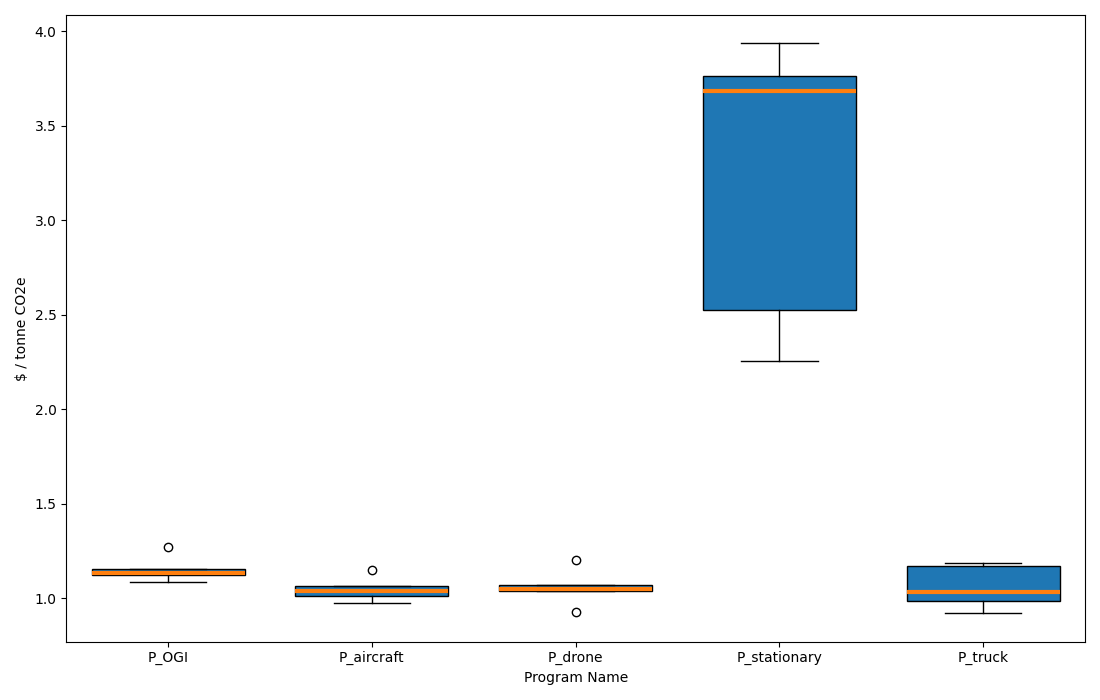 4.0
3.5
3.0
2.5
2.0
1.5
1.0
$ / tonne CO2e
P_OGI P_aircraft P_drone P_stationary P_truck
Program Name